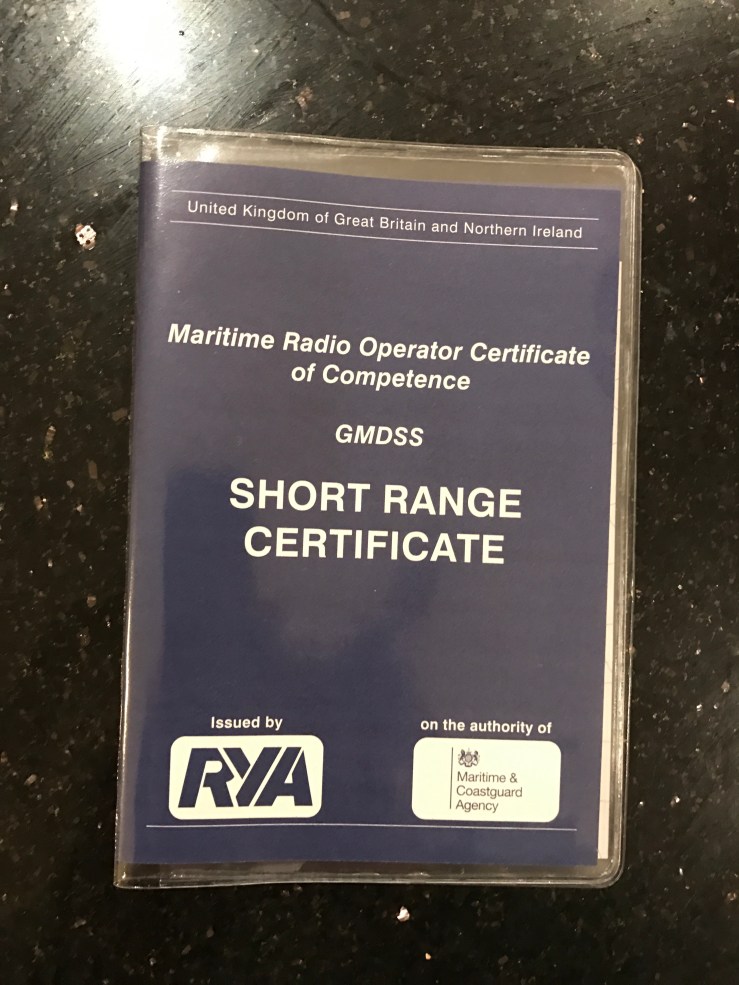 United Kingdom of Great Britain and Northern Ireland
Maritime Radio Operator Certificate
of Competence
GMDSS
SHORT RANGE
CERTIFICATE
Issued by
RYA
on the authority of
Maritime &
Coastguard
Agency